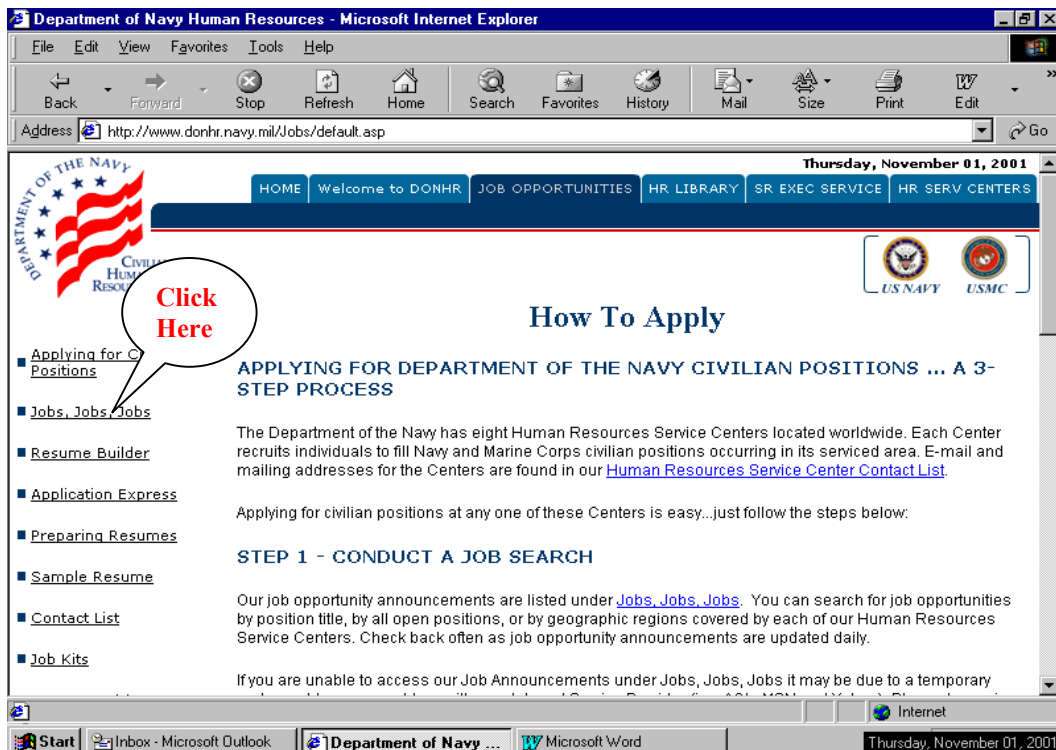 Department of Navy Human Resources - Microsoft Internet Explorer
File Edit View Favorites Tools Help
Back Forward Stop Refresh Home Search Favorites History Mail Size Print Edit »
Address http://www.donhr.navy.mil/Jobs/default.asp Go
Thursday, November 01, 2001
HOME Welcome to DONHR JOB OPPORTUNITIES HR LIBRARY SR EXEC SERVICE HR SERV CENTERS
DEPARTMENT OF THE NAVY
US NAVY USMC
Click
Here
How To Apply
Applying for
Positions
Jobs, Jobs, Jobs
Resume Builder
Application Express
Preparing Resumes
Sample Resume
Contact List
Job Kits
APPLYING FOR DEPARTMENT OF THE NAVY CIVILIAN POSITIONS ... A 3-
STEP PROCESS
The Department of the Navy has eight Human Resources Service Centers located worldwide. Each Center
recruits individuals to fill Navy and Marine Corps civilian positions occurring in its serviced area. E-mail and
mailing addresses for the Centers are found in our Human Resources Service Center Contact List.
Applying for civilian positions at any one of these Centers is easy...just follow the steps below:
STEP 1 - CONDUCT A JOB SEARCH
Our job opportunity announcements are listed under Jobs, Jobs, Jobs. You can search for job opportunities
by position title, by all open positions, or by geographic regions covered by each of our Human Resources
Service Centers. Check back often as job opportunity announcements are updated daily.
If you are unable to access our Job Announcements under Jobs, Jobs, Jobs it may be due to a temporary
Internet
Start Inbox - Microsoft Outlook Department of Navy ... Microsoft Word Thursday, November 01, 2001